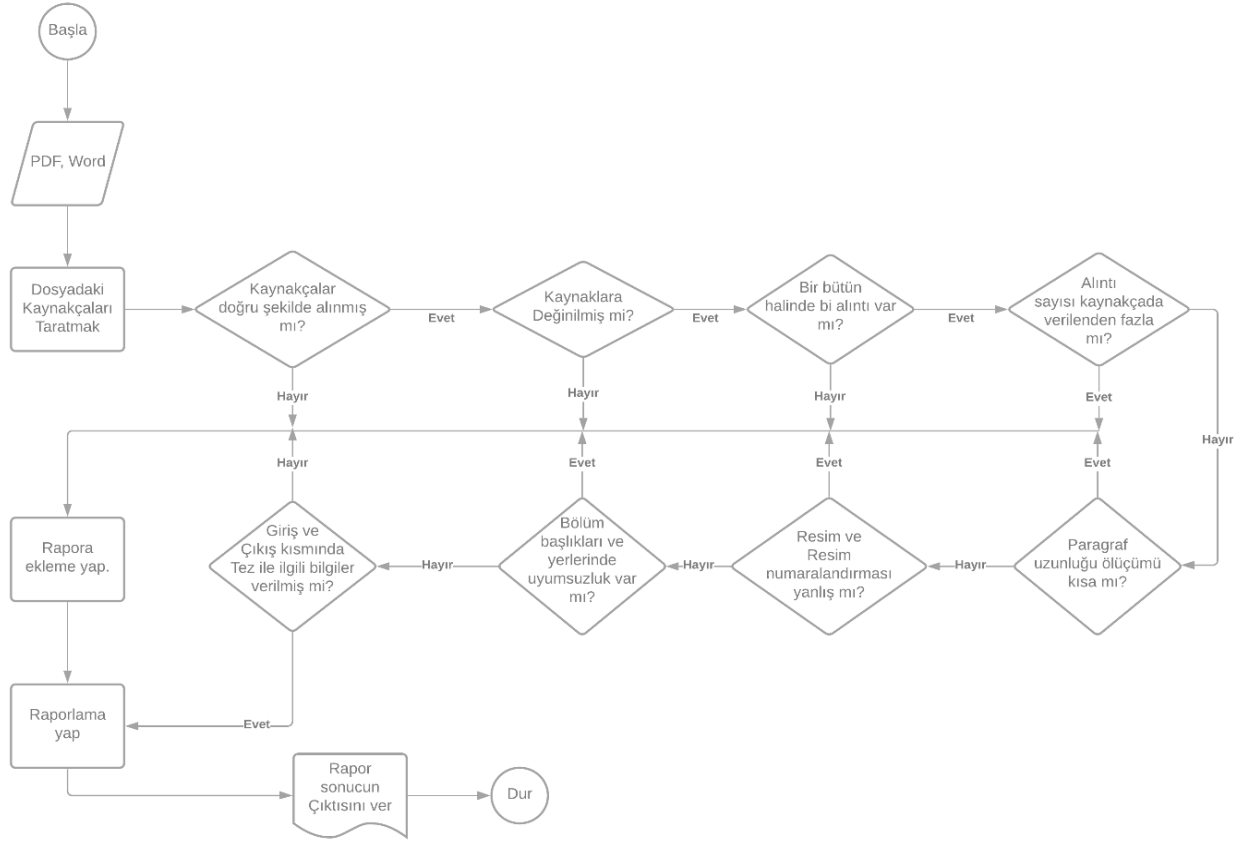 Başla
PDF, Word
Dosyadaki
Kaynakçaları
Taratmak
Kaynakçalar
doğru şekilde alınmış
mı?
Evet
Kaynaklara
Değinilmiş mi?
Evet
Bir bütün
halinde bi alıntı var
mı?
Evet
Alıntı
sayısı kaynakçada
verilenden fazla
mı?
Hayır
Hayır
Hayır
Evet
Hayır
Hayır
Evet
Evet
Evet
Rapora
ekleme yap.
Giriş ve
Çıkış kısmında
Tez ile ilgili bilgiler
verilmiş mi?
Hayır
Bölüm
başlıkları ve
yerlerinde
uyumsuzluk var
mı?
Hayır
Resim ve
Resim
numaralandırması
yanlış mı?
Hayır
Paragraf
uzunluğu ölüçümü
kısa mı?
Raporlama
yap
Evet
Rapor
sonucun
Çıktısını ver
Dur